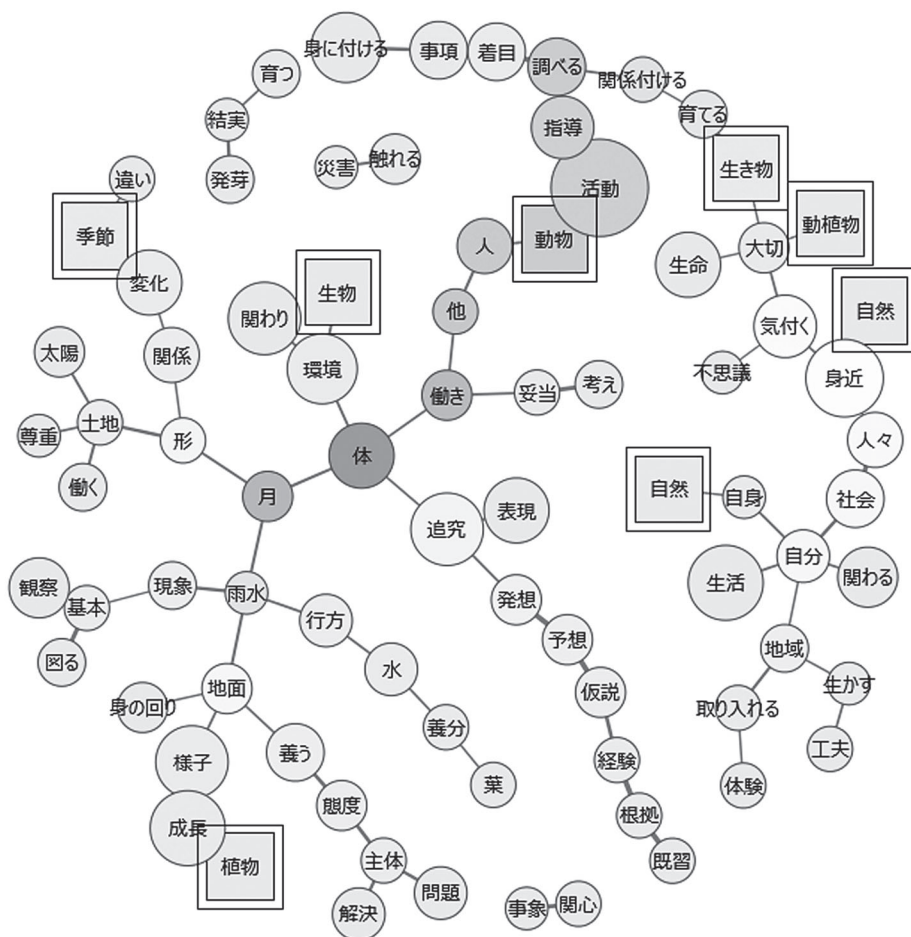 身に付ける
事項
着目
調べる
関係付ける
育てる
育つ
結実
発芽
災害
触れる
指導
活動
生き物
動植物
違い
季節
変化
関係
人
動物
生命
大切
自然
関わり
生物
環境
他
気付く
不思議
身近
太陽
土地
尊重
働く
形
働き
妥当
考え
人々
体
月
追究
表現
自然
自身
社会
自分
生活
関わる
観察
基本
図る
現象
雨水
行方
発想
予想
水
仮説
地域
生かす
取り入れる
工夫
体験
身の回り
地面
様子
養う
養分
葉
経験
根拠
既習
成長
植物
態度
主体
問題
解決
事象
関心